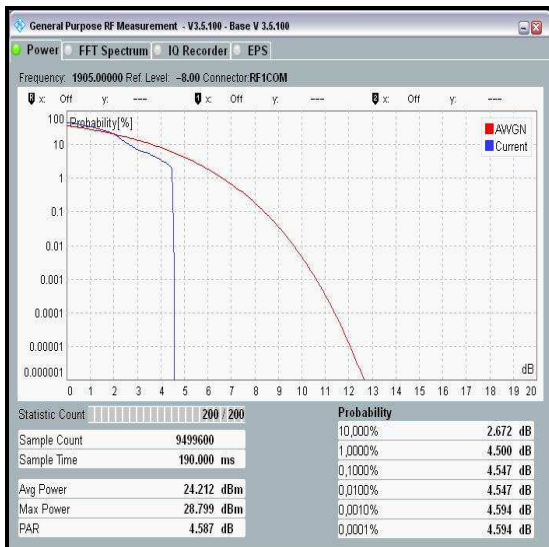 General Purpose RF Measurement - V3.5.100 - Base V 3.5.100
Power FFT Spectrum IQ Recorder EPS
Frequency: 1905.00000 Ref. Level: -8.00 Connector:RF1COM
x: Off y: --- 1 x: Off y: --- 2 x: Off y: ---
Probability[%]
AWGN
Current
100
10
1
0.1
0.01
0.001
0.0001
0.00001
0.000001
dB
0 1 2 3 4 5 6 7 8 9 10 11 12 13 14 15 16 17 18 19 20
Statistic Count 200 / 200
Sample Count 9499600
Sample Time 190.000 ms
Avg Power 24.212 dBm
Max Power 28.799 dBm
PAR 4.587 dB
Probability
10,000% 2.672 dB
1,0000% 4.500 dB
0,1000% 4.547 dB
0,0100% 4.547 dB
0,0010% 4.594 dB
0,0001% 4.594 dB